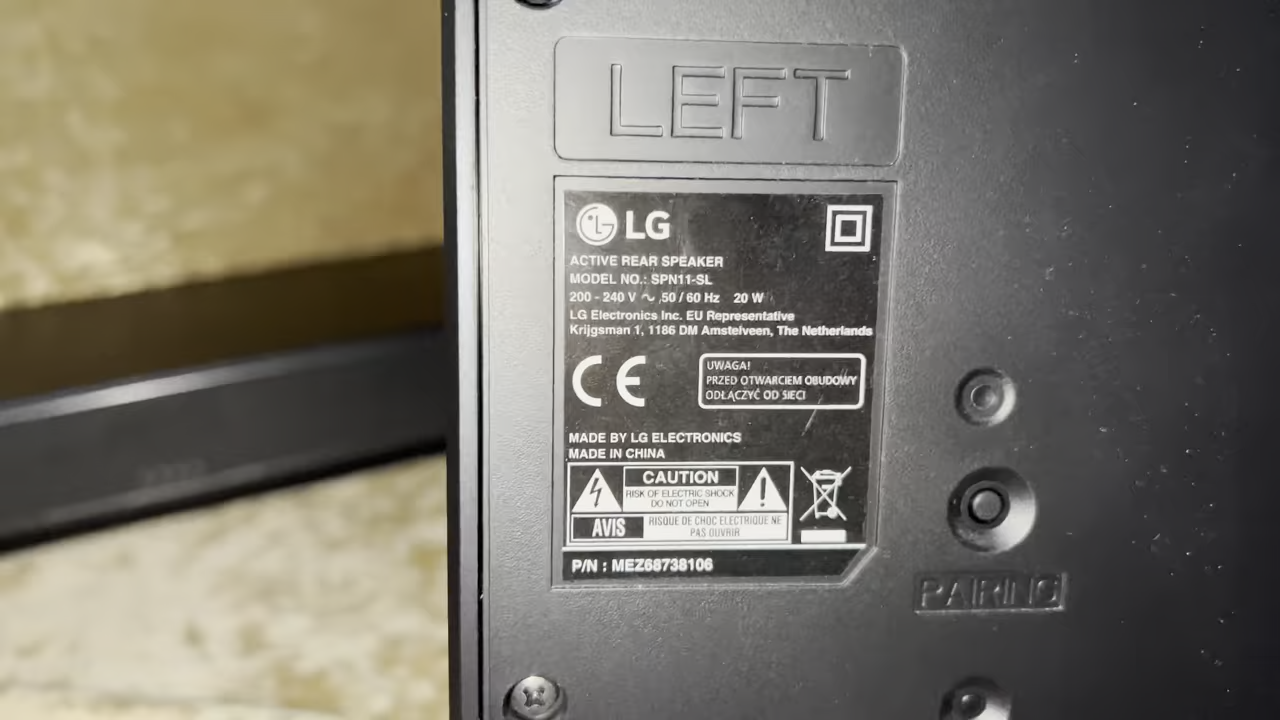 LEFT
LG
ACTIVE REAR SPEAKER
MODEL NO.: SPN11-SL
200 - 240 V ~ 50 / 60 Hz 20 W
LG Electronics Inc. EU Representative
Krijgsman 1, 1186 DM Amstelveen, The Netherlands
CE
UWAGA!
PRZED OTWARCIEM OBUDOWY
ODŁĄCZYĆ OD SIECI
MADE BY LG ELECTRONICS
MADE IN CHINA
CAUTION
RISK OF ELECTRIC SHOCK
DO NOT OPEN
AVIS
RISQUE DE CHOC ELECTRIQUE NE
PAS OUVRIR
P/N : MEZ68738106
PAIRING